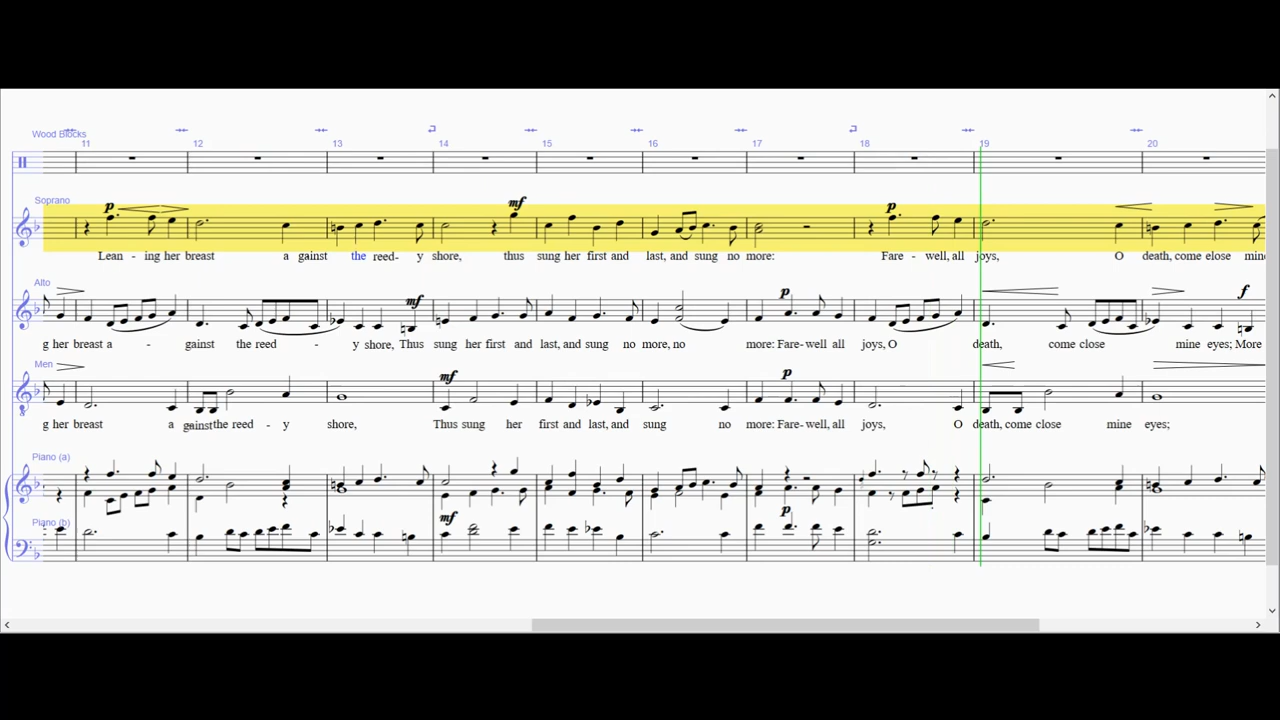 Wood Blocks
11 12 13 14 15 16 17 18 19 20
Soprano
p mf p
Lean - ing her breast a gainst the reed- y shore, thus sung her first and last, and sung no more: Fare - well, all joys, O death, come close mine
Alto
mf p f
g her breast a - gainst the reed - y shore, Thus sung her first and last, and sung no more, no more: Fare- well all joys, O death, come close mine eyes; More
Men
mf p
g her breast a gainst the reed - y shore, Thus sung her first and last, and sung no more: Fare- well, all joys, O death, come close mine eyes;
Piano (a)
Piano (b)
mf p